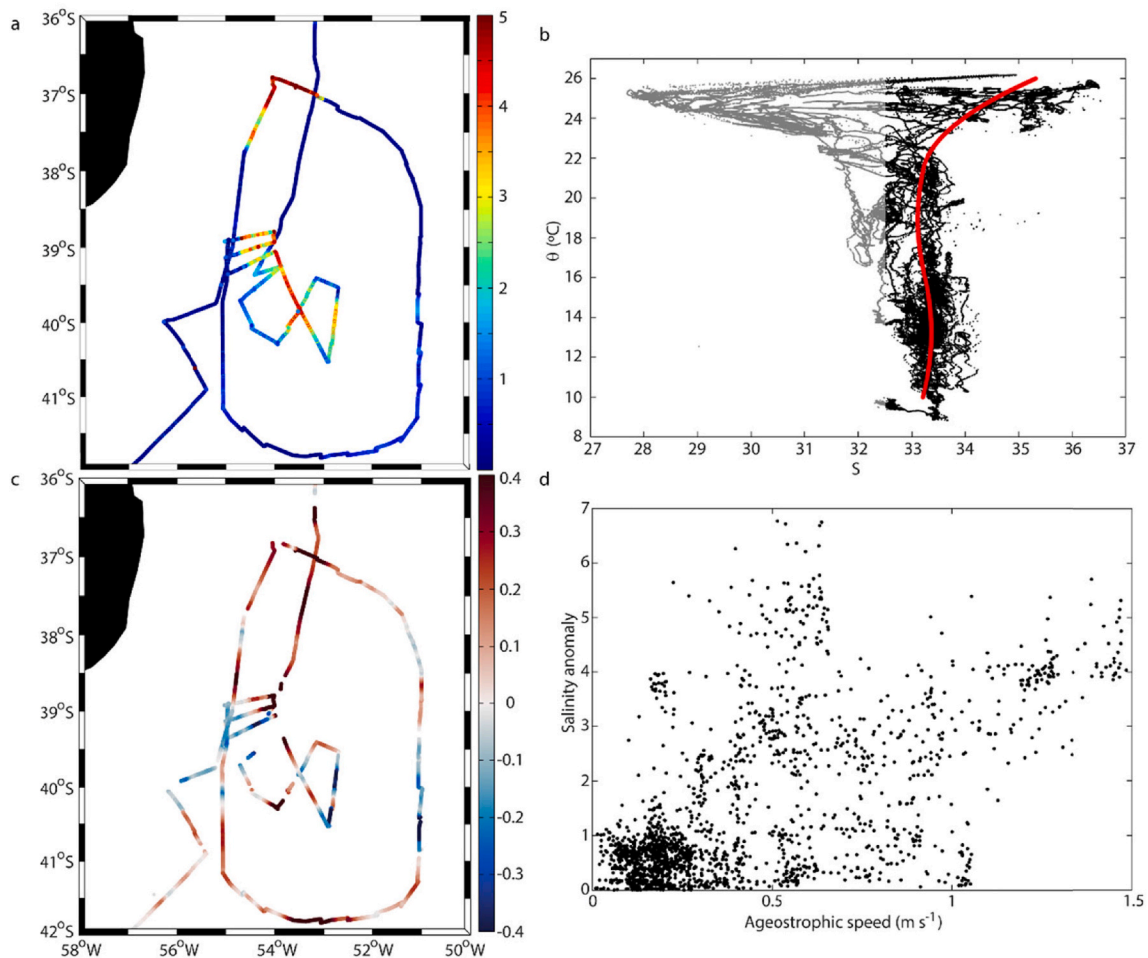 a
36°S
37°S
38°S
39°S
40°S
41°S
5
4
3
2
1
b
θ (°C)
26
24
22
20
18
16
14
12
10
8
27 28 29 30 31 32 33 34 35 36 37
S
c
36°S
37°S
38°S
39°S
40°S
41°S
42°S
58°W 56°W 54°W 52°W 50°W
0.4
0.3
0.2
0.1
0
-0.1
-0.2
-0.3
-0.4
d
Salinity anomaly
7
6
5
4
3
2
1
0
0 0.5 1 1.5
Ageostrophic speed (m s⁻¹)